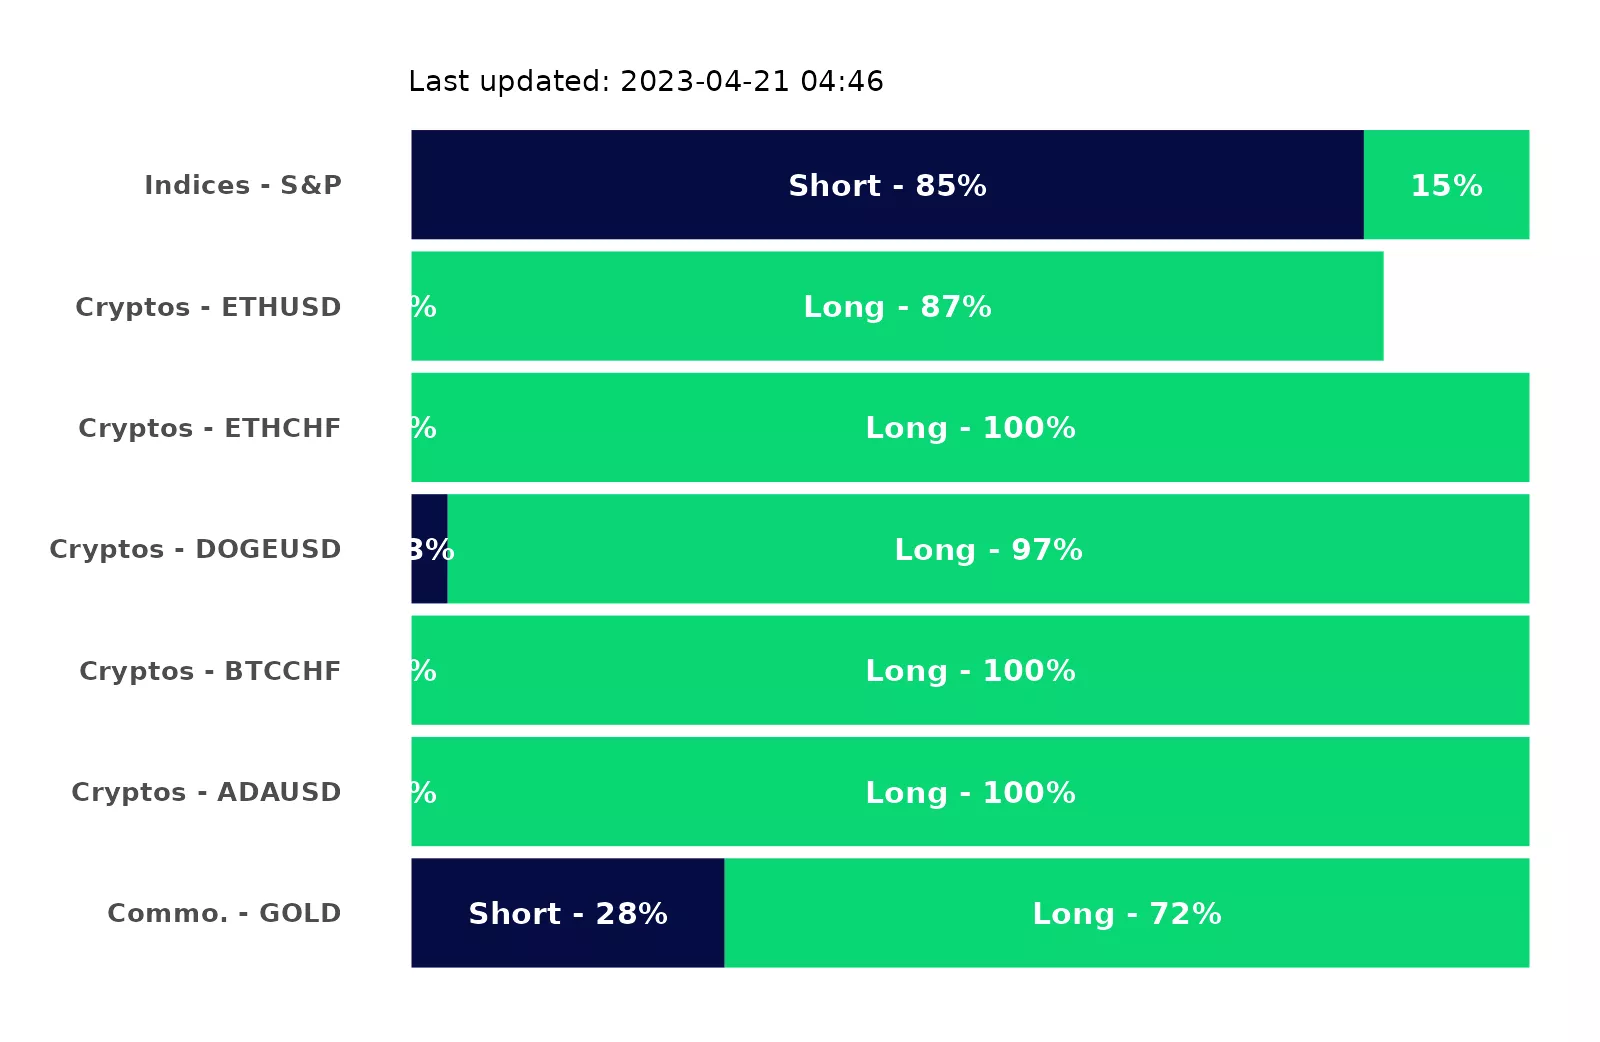 Last updated: 2023-04-21 04:46
Indices - S&P Short - 85% 15%
Cryptos - ETHUSD % Long - 87%
Cryptos - ETHCHF % Long - 100%
Cryptos - DOGEUSD 3% Long - 97%
Cryptos - BTCCHF % Long - 100%
Cryptos - ADAUSD % Long - 100%
Commo. - GOLD Short - 28% Long - 72%